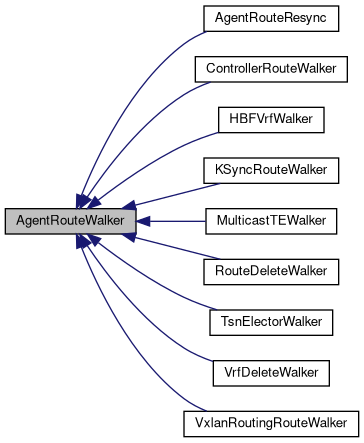 AgentRouteResync
ControllerRouteWalker
HBFVrfWalker
KSyncRouteWalker
AgentRouteWalker
MulticastTEWalker
RouteDeleteWalker
TsnElectorWalker
VrfDeleteWalker
VxlanRoutingRouteWalker